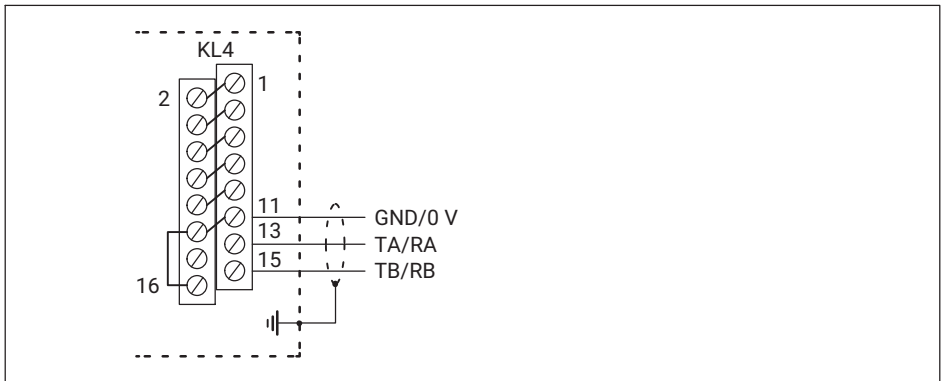 KL4
1
2
11
GND/0 V
13
TA/RA
15
TB/RB
16